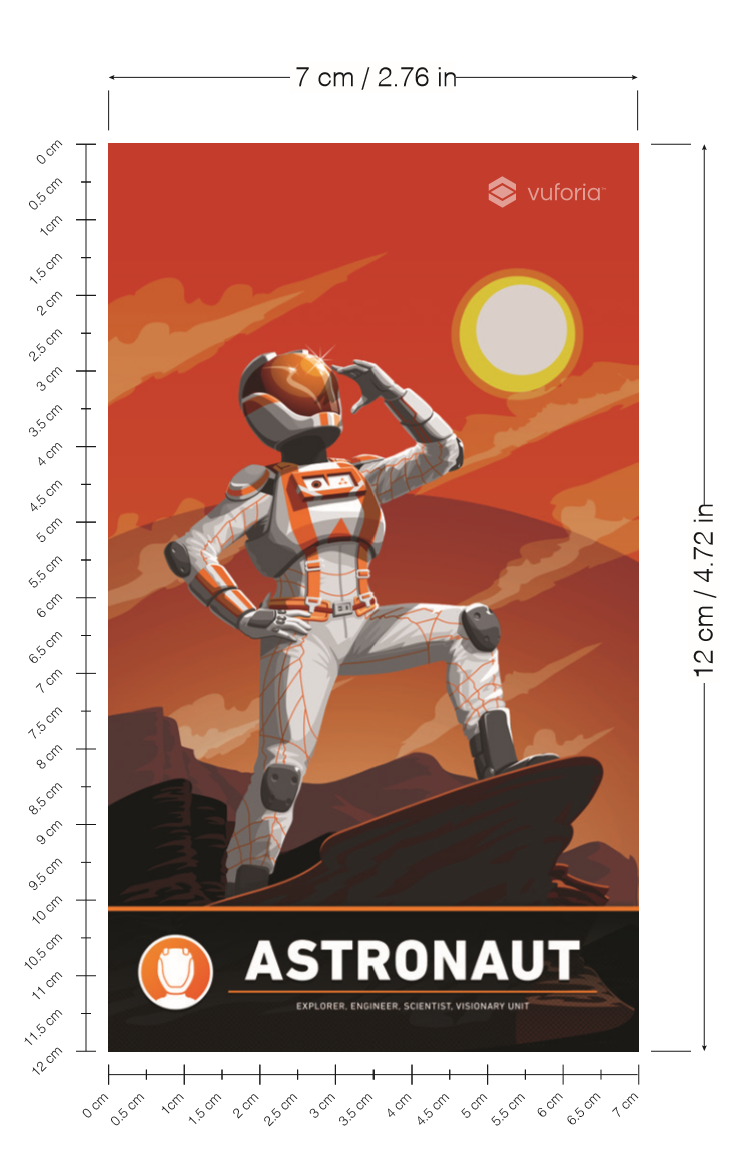 7 cm / 2.76 in
vuforia™
0 cm
0.5 cm
1cm
1.5 cm
2 cm
2.5 cm
3 cm
3.5 cm
4 cm
4.5 cm
5 cm
5.5 cm
6 cm
6.5 cm
7 cm
7.5 cm
8 cm
8.5 cm
9 cm
9.5 cm
10 cm
10.5 cm
11 cm
11.5 cm
12 cm
12 cm / 4.72 in
ASTRONAUT
EXPLORER, ENGINEER, SCIENTIST, VISIONARY UNIT
0 cm
0.5 cm
1cm
1.5 cm
2 cm
2.5 cm
3 cm
3.5 cm
4 cm
4.5 cm
5 cm
5.5 cm
6 cm
6.5 cm
7 cm